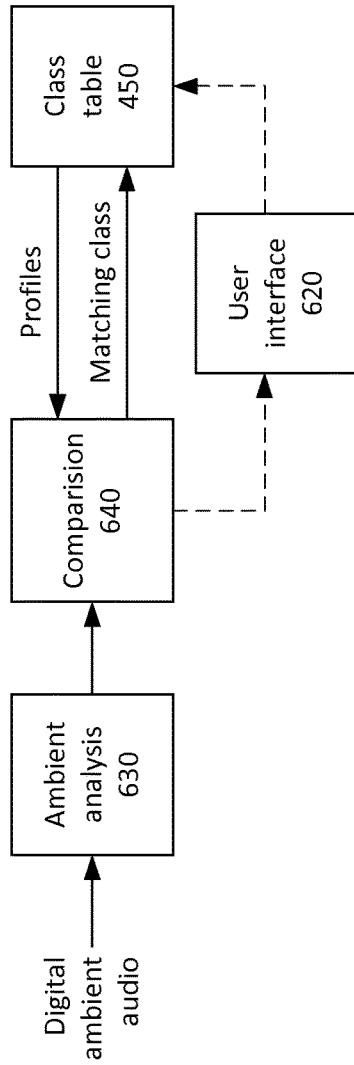 Digital
ambient
audio
Ambient
analysis
630
Comparision
640
Profiles
Matching class
Class
table
450
User
interface
620